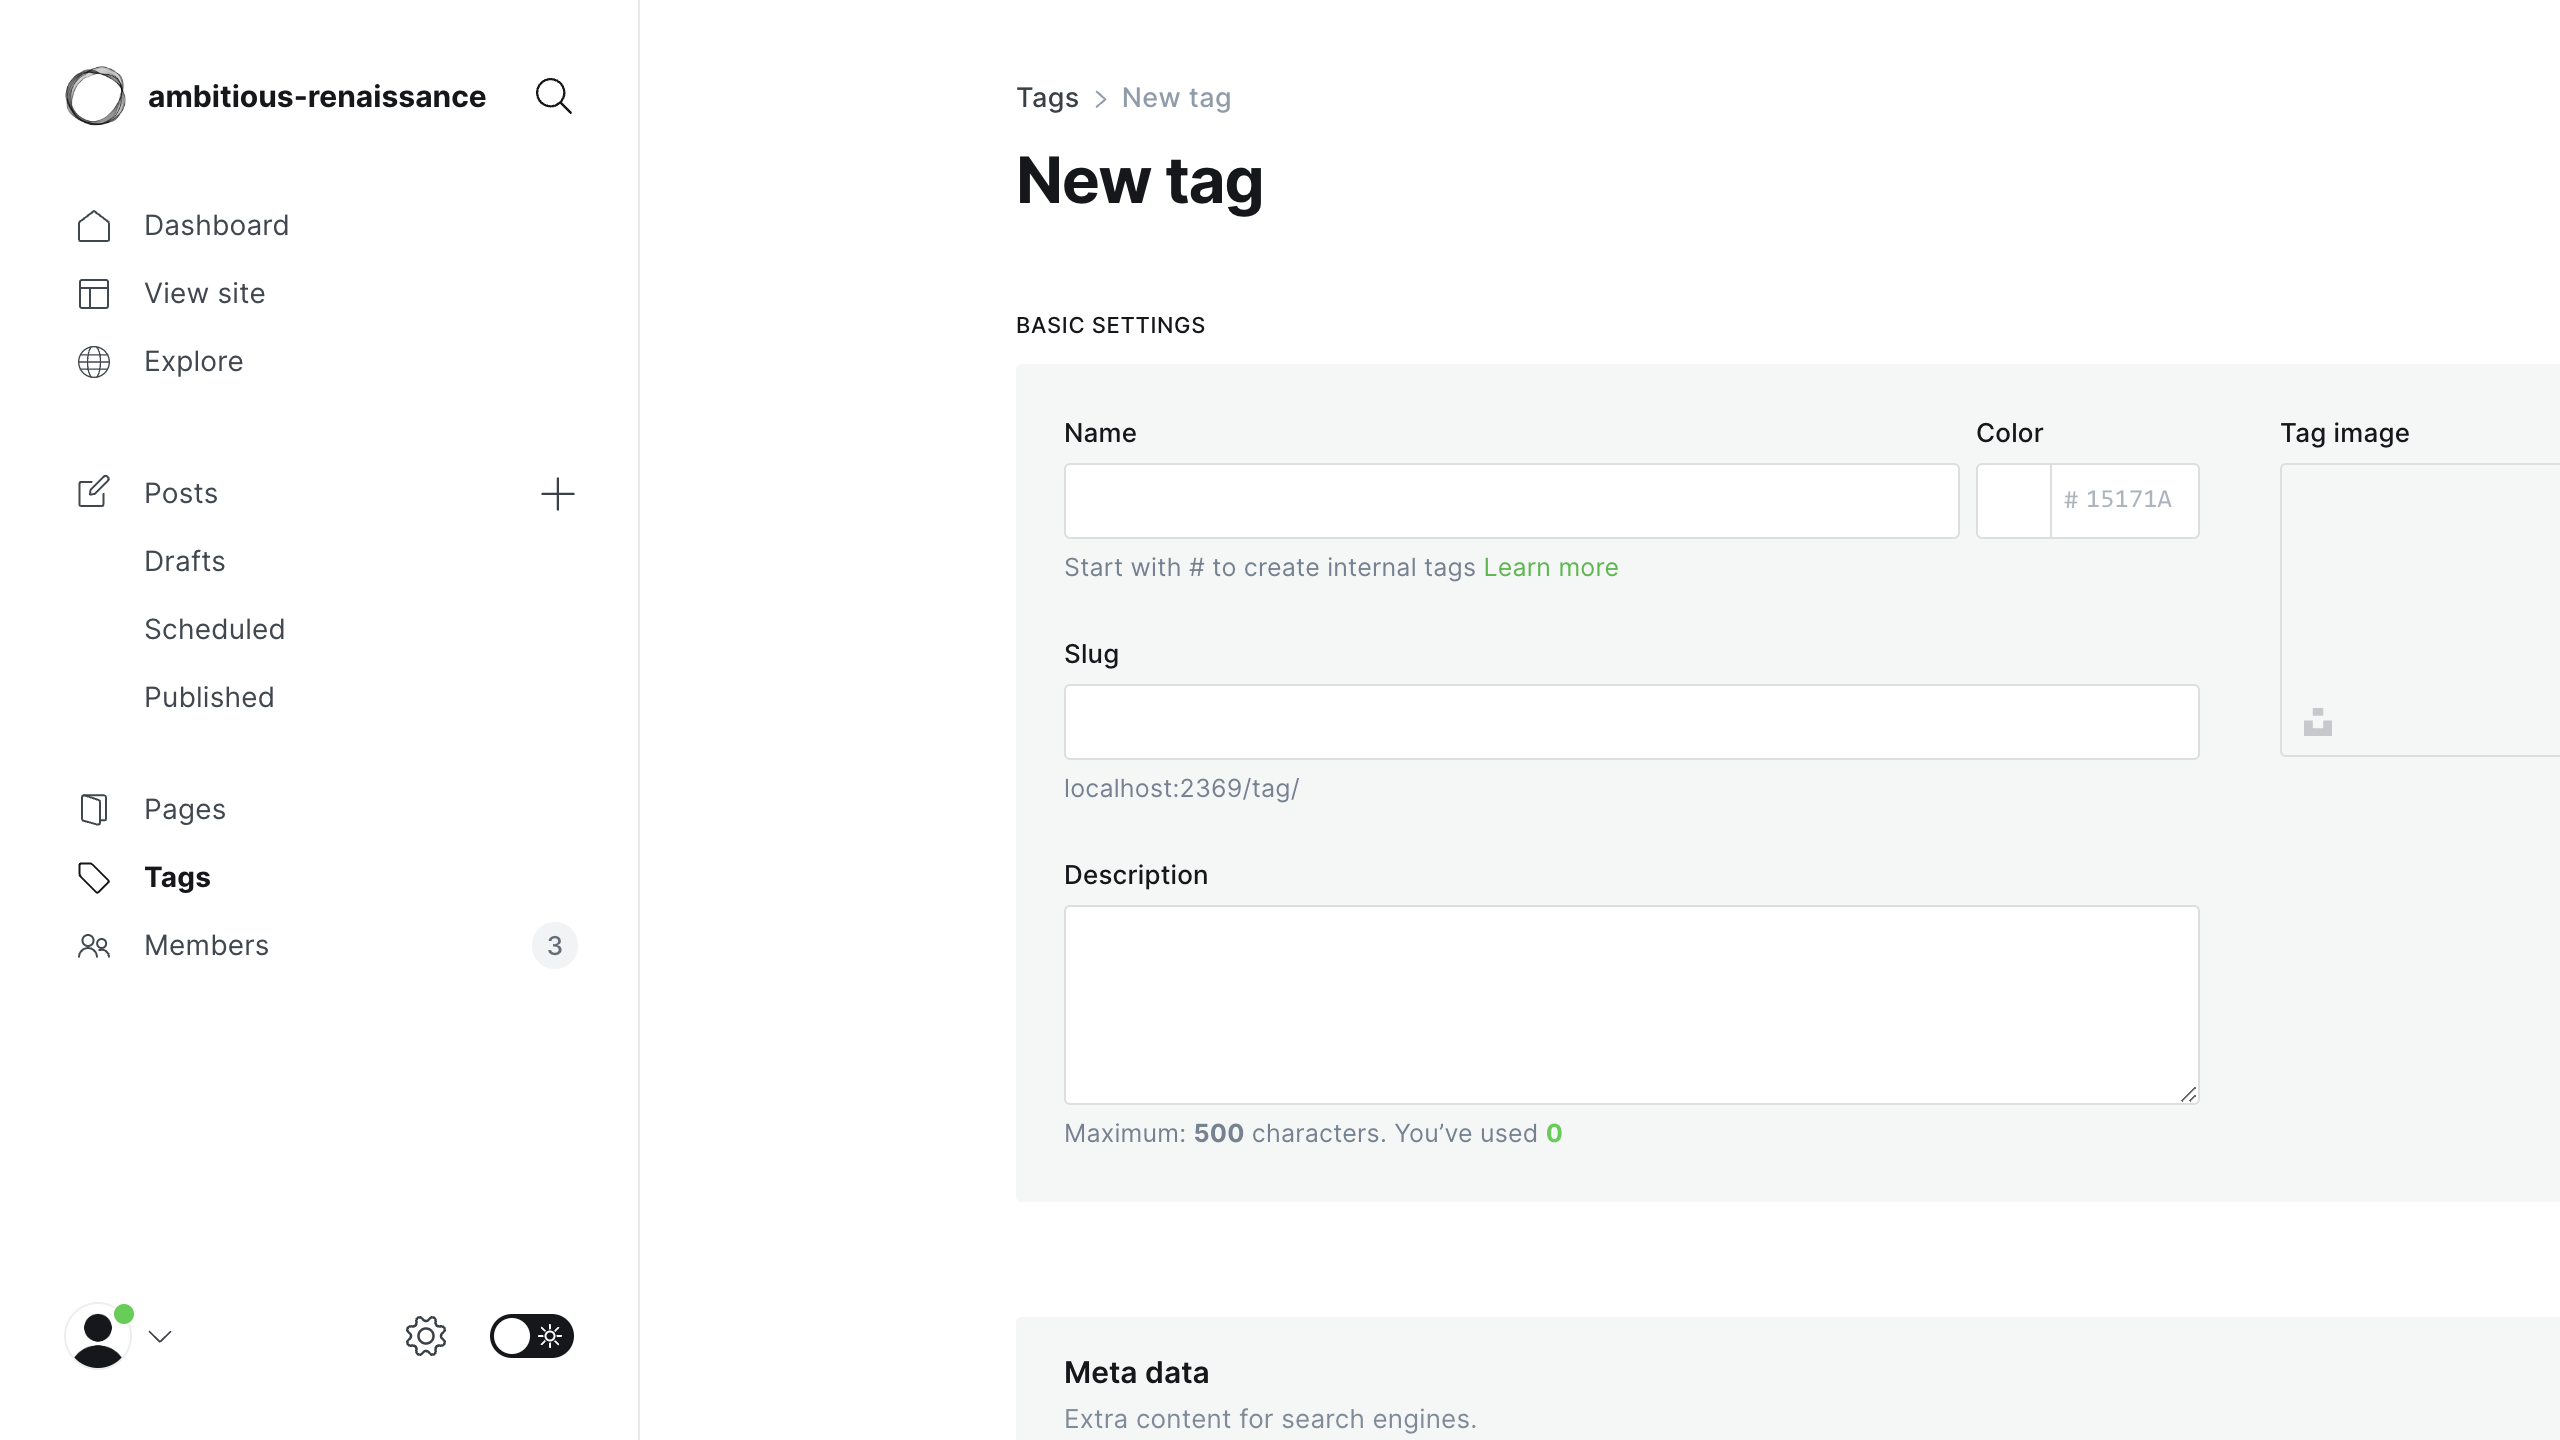 ambitious-renaissance
Dashboard
View site
Explore
Posts
Drafts
Scheduled
Published
Pages
Tags
Members 3
Tags > New tag
New tag
BASIC SETTINGS
Name
Start with # to create internal tags Learn more
Color
# 15171A
Slug
localhost:2369/tag/
Description
Maximum: 500 characters. You’ve used 0
Tag image
Meta data
Extra content for search engines.